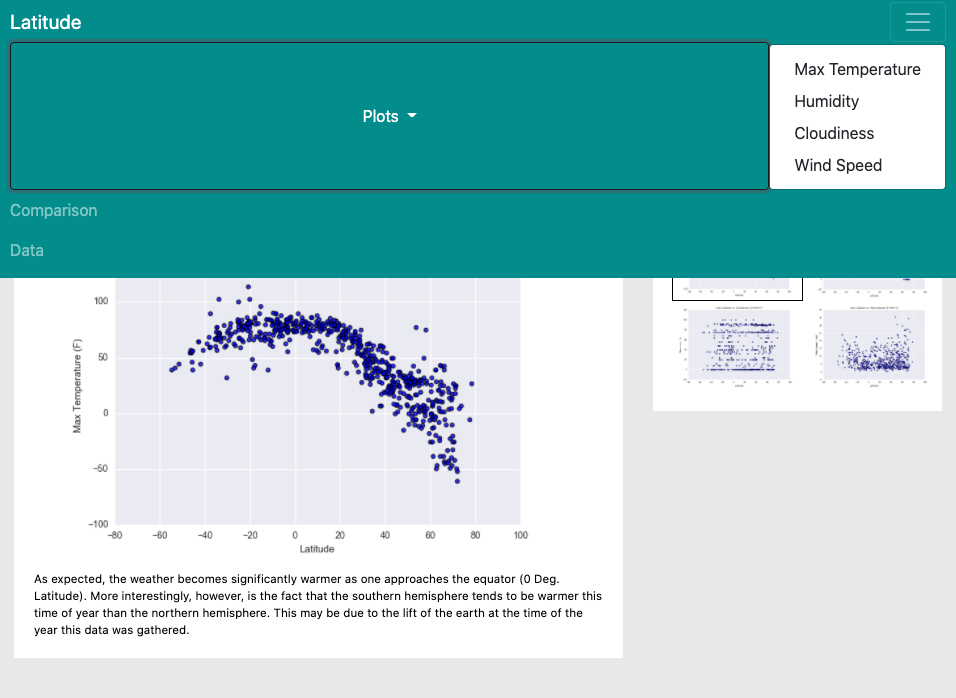 Latitude
Plots
Max Temperature
Humidity
Cloudiness
Wind Speed
Comparison
Data
100
50
0
−50
−100
Max Temperature (F)
−80 −60 −40 −20 0 20 40 60 80 100
Latitude
As expected, the weather becomes significantly warmer as one approaches the equator (0 Deg.
Latitude). More interestingly, however, is the fact that the southern hemisphere tends to be warmer this
time of year than the northern hemisphere. This may be due to the lift of the earth at the time of the
year this data was gathered.